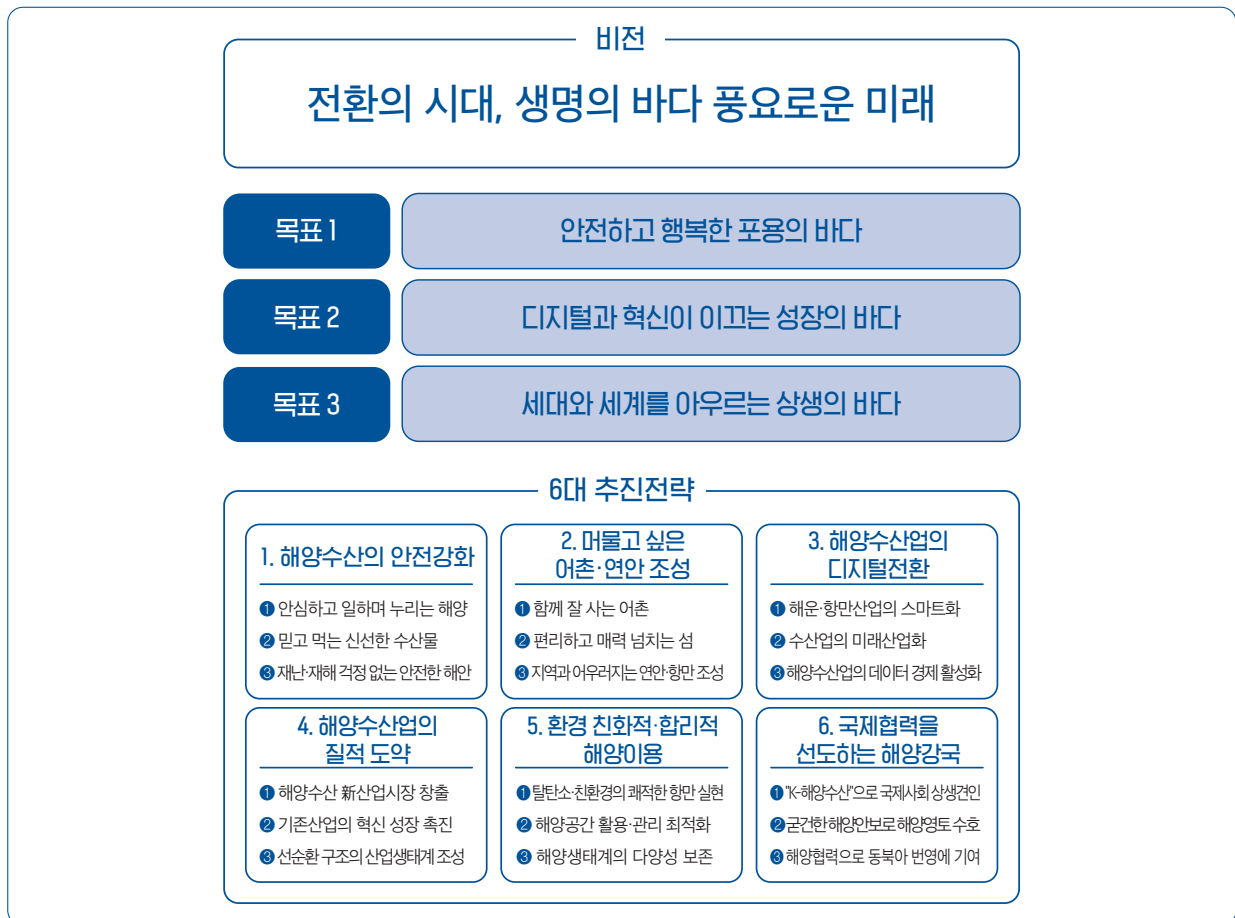 비전
전환의 시대, 생명의 바다 풍요로운 미래
목표 1
안전하고 행복한 포용의 바다
목표 2
디지털과 혁신이 이끄는 성장의 바다
목표 3
세대와 세계를 아우르는 상생의 바다
6대 추진전략
1. 해양수산의 안전강화
❶ 안심하고 일하며 누리는 해양
❷ 믿고 먹는 신선한 수산물
❸ 재난·재해 걱정 없는 안전한 해안
2. 머물고 싶은
어촌·연안 조성
❶ 함께 잘 사는 어촌
❷ 편리하고 매력 넘치는 섬
❸ 지역과 어우러지는 연안·항만 조성
3. 해양수산업의
디지털전환
❶ 해운·항만산업의 스마트화
❷ 수산업의 미래산업화
❸ 해양수산업의 데이터 경제 활성화
4. 해양수산업의
질적 도약
❶ 해양수산 新산업시장 창출
❷ 기존산업의 혁신 성장 촉진
❸ 선순환 구조의 산업생태계 조성
5. 환경 친화적·합리적
해양이용
❶ 탈탄소·친환경의 쾌적한 항만 실현
❷ 해양공간 활용·관리 최적화
❸ 해양생태계의 다양성 보존
6. 국제협력을
선도하는 해양강국
❶ "K-해양수산"으로 국제사회 상생견인
❷ 굳건한 해양안보로 해양영토 수호
❸ 해양협력으로 동북아 번영에 기여